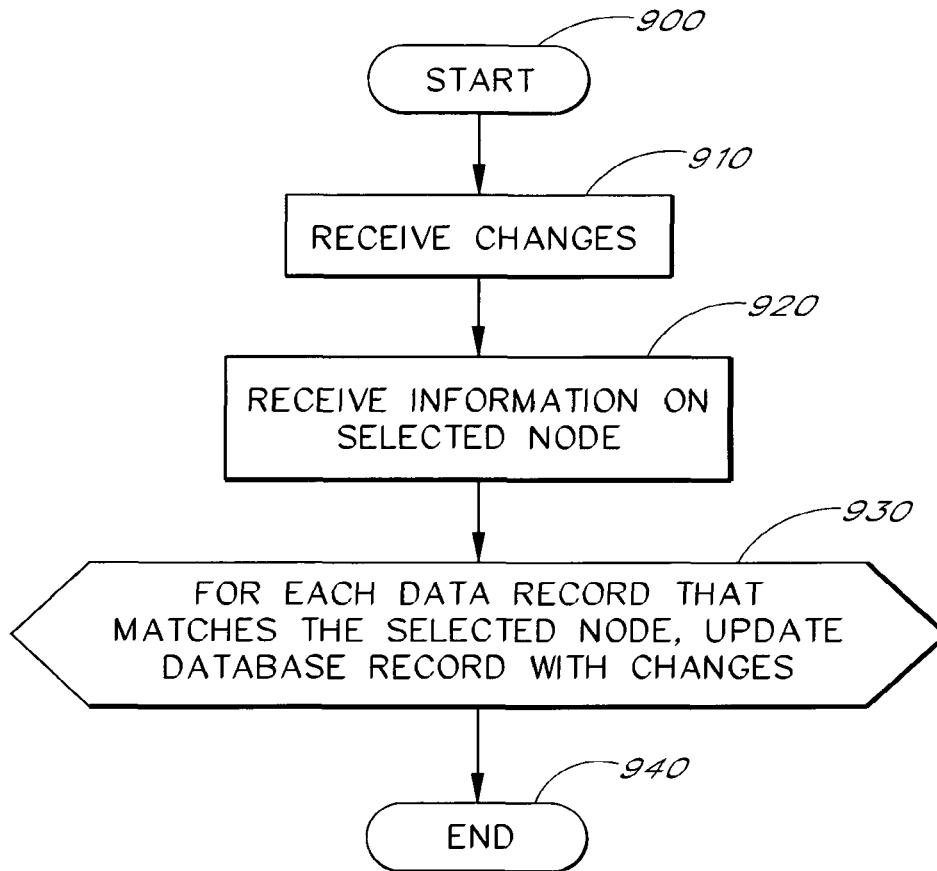 900
START
910
RECEIVE CHANGES
920
RECEIVE INFORMATION ON
SELECTED NODE
930
FOR EACH DATA RECORD THAT
MATCHES THE SELECTED NODE, UPDATE
DATABASE RECORD WITH CHANGES
940
END